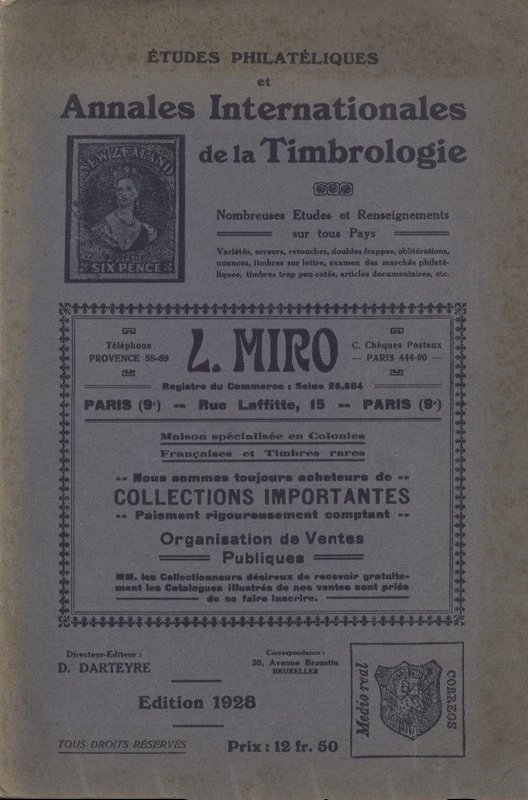 ÉTUDES PHILATÉLIQUES
et
Annales Internationales
de la Timbrologie
NEW ZEALAND
SIX PENCE
Nombreuses Etudes et Renseignements
sur tous Pays
Variétés, erreurs, retouches, doubles frappes, oblitérations,
nuances, timbres sur lettre, examen des marchés philaté-
liques, timbres trop peu cotés, articles documentaires, etc.
Téléphone
PROVENCE 58-89
L. MIRO
C. Chèques Postaux
— PARIS 444-00 —
Registre du Commerce : Seine 26.884
PARIS (9e) -- Rue Laffitte, 15 -- PARIS (9e)
Maison spécialisée en Colonies
Françaises et Timbres rares
-- Nous sommes toujours acheteurs de --
COLLECTIONS IMPORTANTES
-- Paiement rigoureusement comptant --
Organisation de Ventes
Publiques
MM. les Collectionneurs désireux de recevoir gratuite-
ment les Catalogues illustrés de nos ventes sont priés
de se faire inscrire.
Directeur-Editeur :
D. DARTEYRE
Correspondance :
20, Avenue Broustin
BRUXELLES
Edition 1928
TOUS DROITS RÉSERVÉS
Prix : 12 fr. 50
Medio real
CORREOS